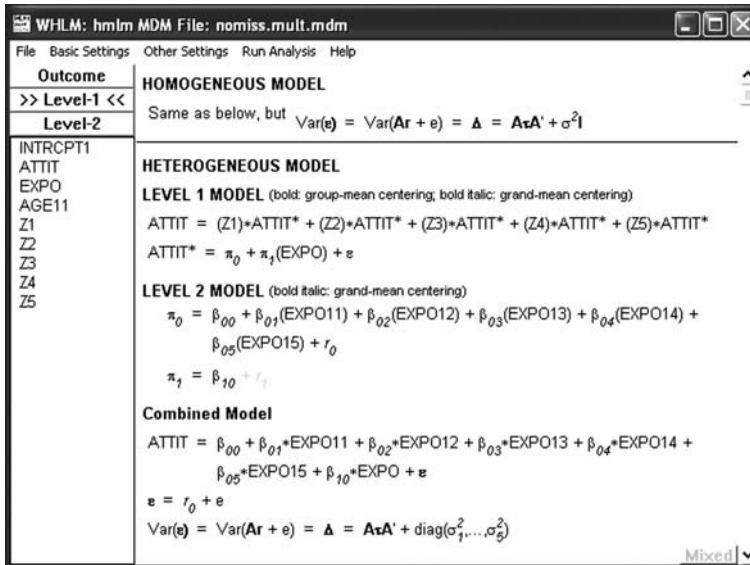 WHLM: hmlm MDM File: nomiss.mult.mdm
File Basic Settings Other Settings Run Analysis Help
Outcome
>> Level-1 <<
Level-2
INTRCPT1
ATTIT
EXPO
AGE11
Z1
Z2
Z3
Z4
Z5
HOMOGENEOUS MODEL
Same as below, but Var(ε) = Var(Ar + e) = Δ = AτA' + σ²I
HETEROGENEOUS MODEL
LEVEL 1 MODEL (bold: group-mean centering; bold italic: grand-mean centering)
ATTIT = (Z1)*ATTIT* + (Z2)*ATTIT* + (Z3)*ATTIT* + (Z4)*ATTIT* + (Z5)*ATTIT*
ATTIT* = π₀ + π₁(EXPO) + ε
LEVEL 2 MODEL (bold italic: grand-mean centering)
π₀ = β₀₀ + β₀₁(EXPO11) + β₀₂(EXPO12) + β₀₃(EXPO13) + β₀₄(EXPO14) +
β₀₅(EXPO15) + r₀
π₁ = β₁₀ + r₁
Combined Model
ATTIT = β₀₀ + β₀₁*EXPO11 + β₀₂*EXPO12 + β₀₃*EXPO13 + β₀₄*EXPO14 +
β₀₅*EXPO15 + β₁₀*EXPO + ε
ε = r₀ + e
Var(ε) = Var(Ar + e) = Δ = AτA' + diag(σ²₁,...,σ²₅)
Mixed